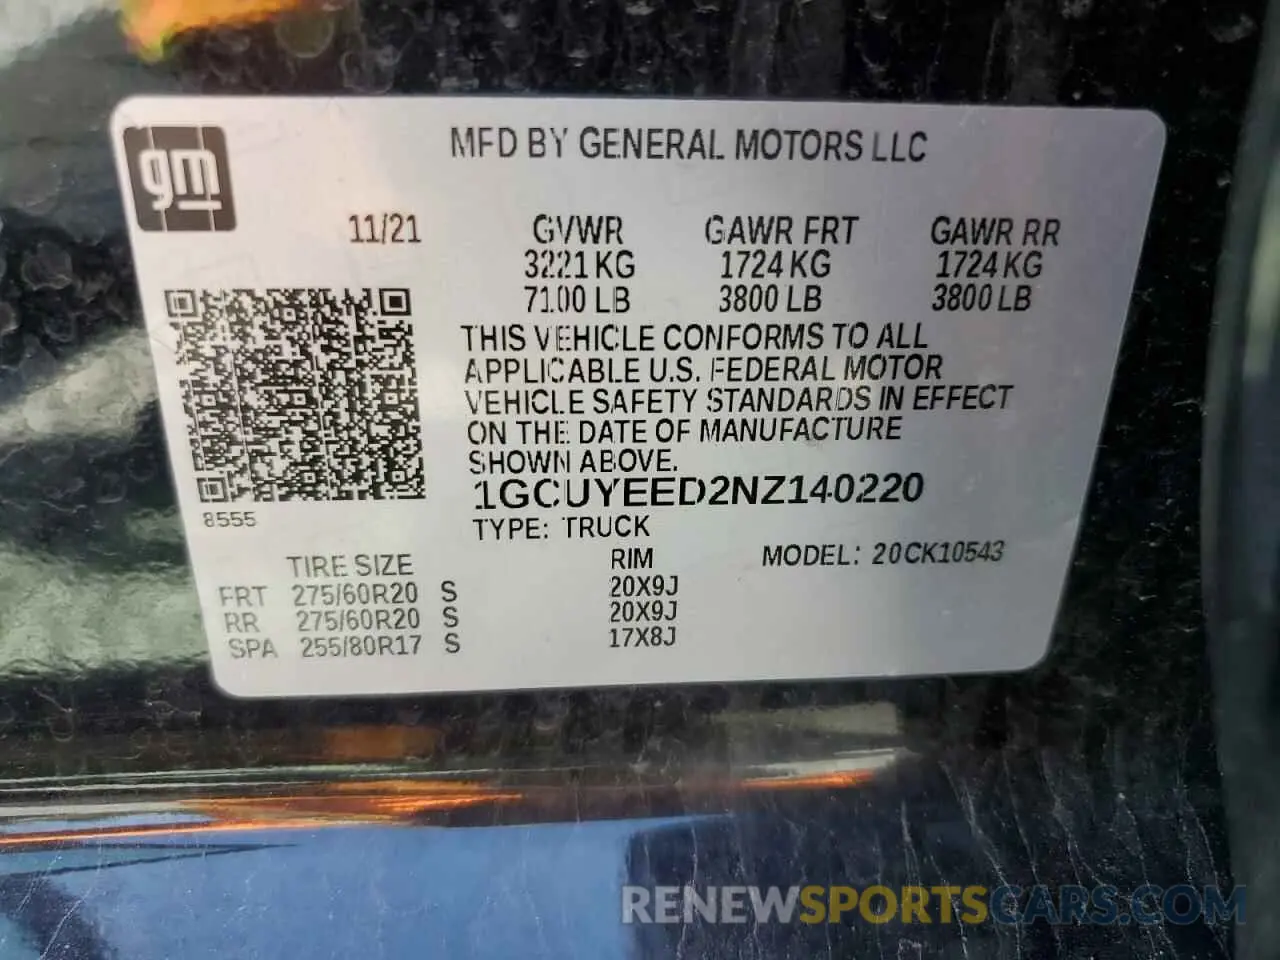 gm
MFD BY GENERAL MOTORS LLC
11/21 GVWR GAWR FRT GAWR RR
3221 KG 1724 KG 1724 KG
7100 LB 3800 LB 3800 LB
THIS VEHICLE CONFORMS TO ALL
APPLICABLE U.S. FEDERAL MOTOR
VEHICLE SAFETY STANDARDS IN EFFECT
ON THE DATE OF MANUFACTURE
SHOWN ABOVE.
1GCUYEED2NZ140220
8555
TYPE: TRUCK
TIRE SIZE RIM MODEL: 20CK10543
FRT 275/60R20 S 20X9J
RR 275/60R20 S 20X9J
SPA 255/80R17 S 17X8J
RENEWSPORTSCARS.COM